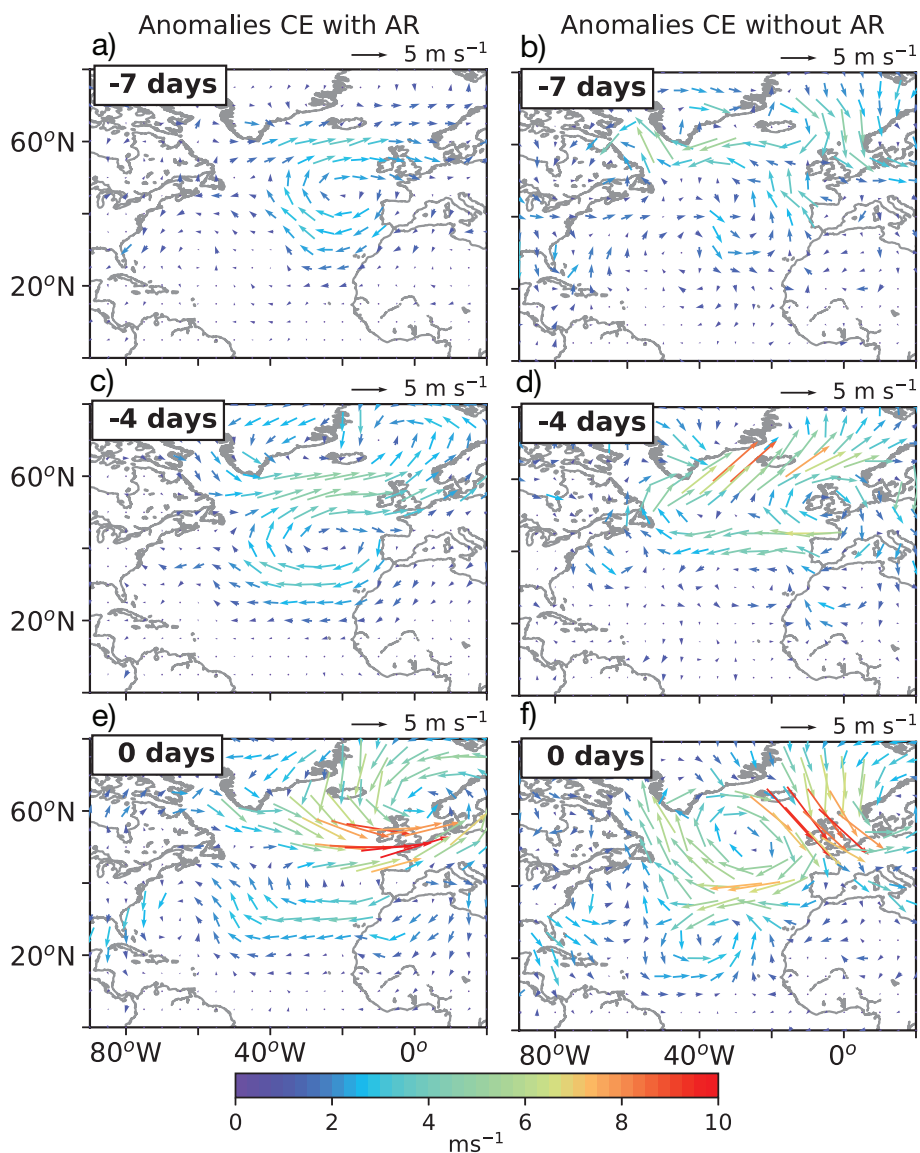 Anomalies CE with AR
Anomalies CE without AR
a)
5 m s⁻¹
b)
5 m s⁻¹
-7 days
-7 days
60°N
20°N
c)
5 m s⁻¹
d)
5 m s⁻¹
-4 days
-4 days
60°N
20°N
e)
5 m s⁻¹
f)
5 m s⁻¹
0 days
0 days
60°N
20°N
80°W 40°W 0° 80°W 40°W 0°
0 2 4 6 8 10
ms⁻¹